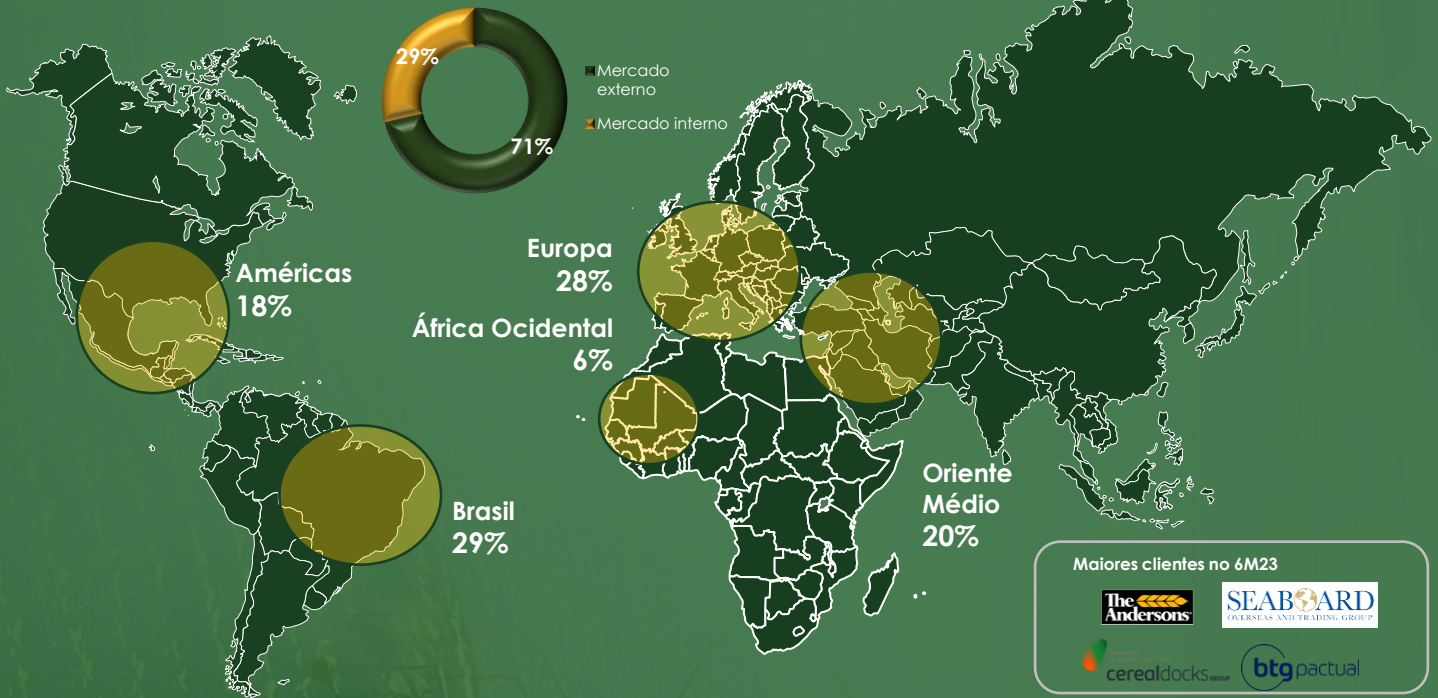 29%
71%
Mercado
externo
Mercado interno
Américas
18%
Europa
28%
África Ocidental
6%
Brasil
29%
Oriente
Médio
20%
Maiores clientes no 6M23
The
Andersons
SEABOARD
OVERSEAS AND TRADING GROUP
cerealdocks GROUP
btg pactual